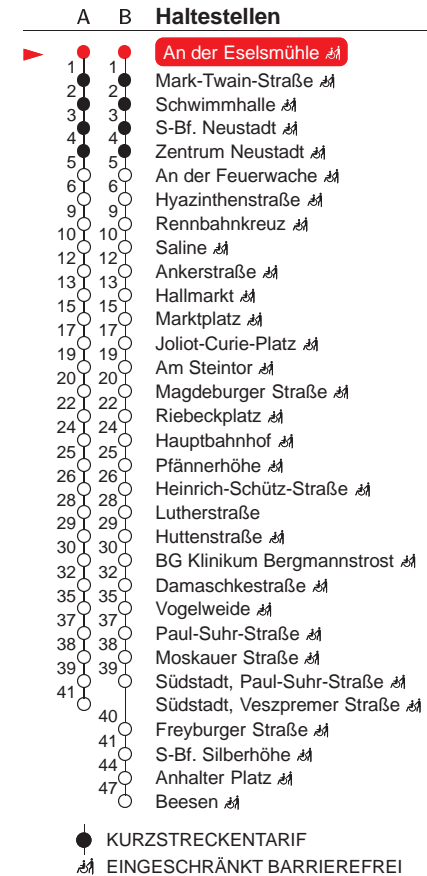 A B Haltestellen
An der Eselsmühle
1 1 Mark-Twain-Straße
2 2 Schwimmhalle
3 3 S-Bf. Neustadt
4 4 Zentrum Neustadt
5 5 An der Feuerwache
6 6 Hyazinthenstraße
9 9 Rennbahnkreuz
10 10 Saline
12 12 Ankerstraße
13 13 Hallmarkt
15 15 Marktplatz
17 17 Joliot-Curie-Platz
19 19 Am Steintor
20 20 Magdeburger Straße
22 22 Riebeckplatz
24 24 Hauptbahnhof
25 25 Pfännerhöhe
26 26 Heinrich-Schütz-Straße
28 28 Lutherstraße
29 29 Huttenstraße
30 30 BG Klinikum Bergmannstrost
32 32 Damaschkestraße
35 35 Vogelweide
37 37 Paul-Suhr-Straße
38 38 Moskauer Straße
39 39 Südstadt, Paul-Suhr-Straße
41 Südstadt, Veszpremer Straße
40 Freyburger Straße
41 S-Bf. Silberhöhe
44 Anhalter Platz
47 Beesen
KURZSTRECKENTARIF
EINGESCHRÄNKT BARRIEREFREI